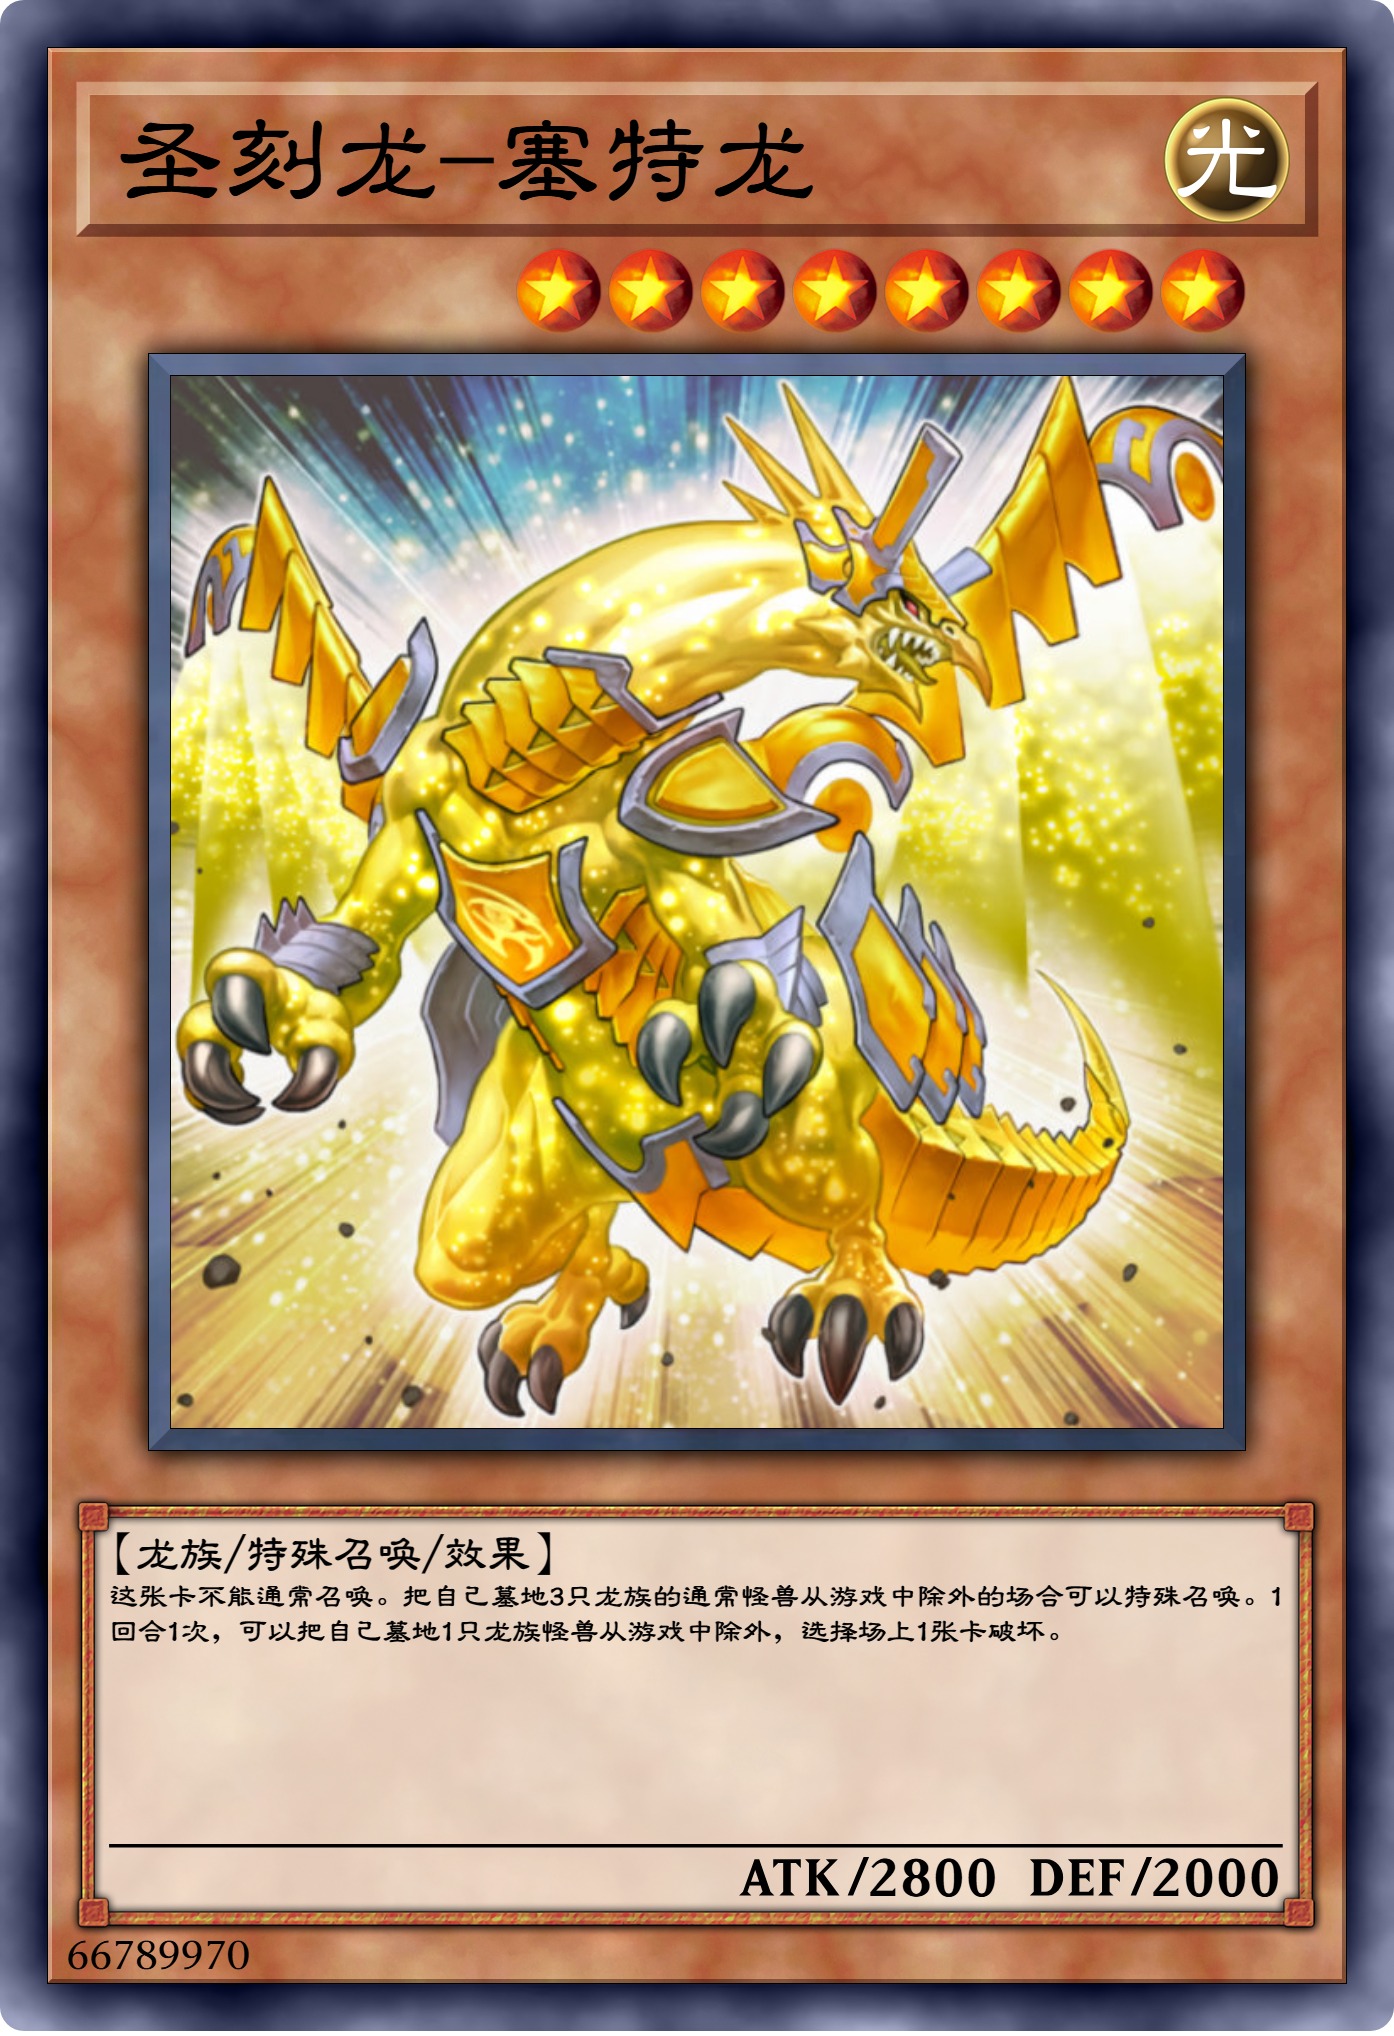 圣刻龙-塞特龙
光
【龙族/特殊召唤/效果】
这张卡不能通常召唤。把自己墓地3只龙族的通常怪兽从游戏中除外的场合可以特殊召唤。1
回合1次，可以把自己墓地1只龙族怪兽从游戏中除外，选择场上1张卡破坏。
ATK/2800 DEF/2000
66789970